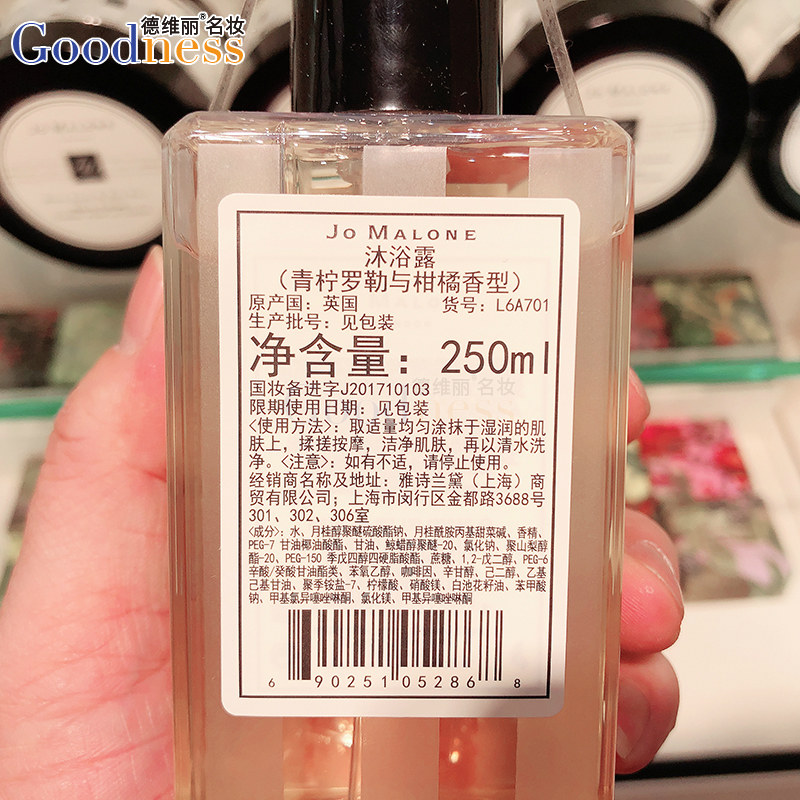 德维丽®名妆
Goodness
JO MALONE
沐浴露
（青柠罗勒与柑橘香型）
原产国：英国 货号：L6A701
生产批号：见包装
净含量：250ml
国妆备进字J201710103
限期使用日期：见包装
<使用方法>：取适量均匀涂抹于湿润的肌
肤上，揉搓按摩，洁净肌肤，再以清水洗
净。<注意>：如有不适，请停止使用。
经销商名称及地址：雅诗兰黛（上海）商
贸有限公司；上海市闵行区金都路3688号
301、302、306室
<成分>：水、月桂醇聚醚硫酸酯钠、月桂酰胺丙基甜菜碱、香精、
PEG-7 甘油椰油酸酯、甘油、鲸蜡醇聚醚-20、氯化钠、聚山梨醇
酯-20、PEG-150 季戊四醇四硬脂酸酯、蔗糖、1,2-戊二醇、PEG-6
辛酸/癸酸甘油酯类、苯氧乙醇、咖啡因、辛甘醇、己二醇、乙基
己基甘油、聚季铵盐-7、柠檬酸、硝酸镁、白池花籽油、苯甲酸
钠、甲基氯异噻唑啉酮、氯化镁、甲基异噻唑啉酮
6 90251 05286 8